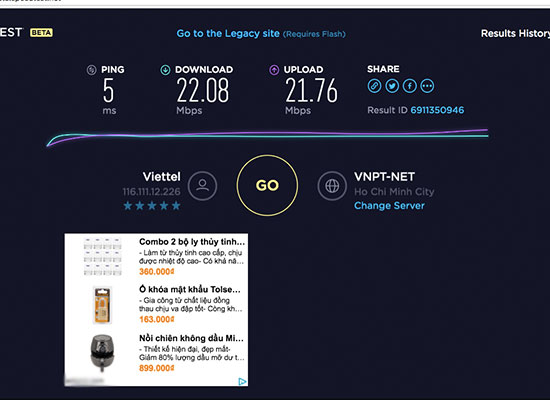 EST BETA
Go to the Legacy site (Requires Flash)
Results History
PING
5
ms
DOWNLOAD
22.08
Mbps
UPLOAD
21.76
Mbps
SHARE
Result ID 6911350946
Viettel
116.111.12.226
★★★★★
GO
VNPT-NET
Ho Chi Minh City
Change Server
Combo 2 bộ ly thủy tinh...
- Làm từ thủy tinh cao cấp, chịu
được nhiệt độ cao- Có khả nă...
360.000₫
Ổ khóa mật khẩu Tolse...
- Gia công từ chất liệu đồng
thau chịu va đập tốt- Công kh...
163.000₫
Nồi chiên không dầu Mi...
- Thiết kế hiện đại, đẹp mắt-
Giảm 80% lượng dầu mỡ dư t...
899.000₫